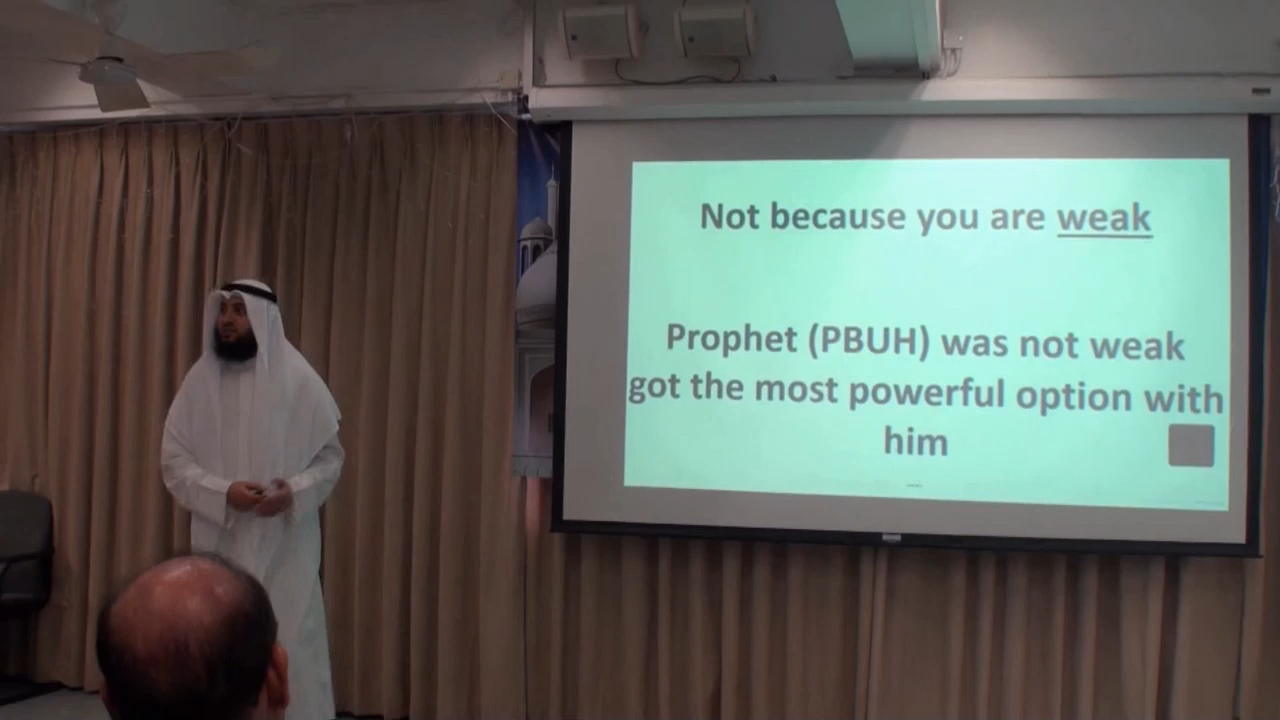 Not because you are weak
Prophet (PBUH) was not weak
got the most powerful option with
him